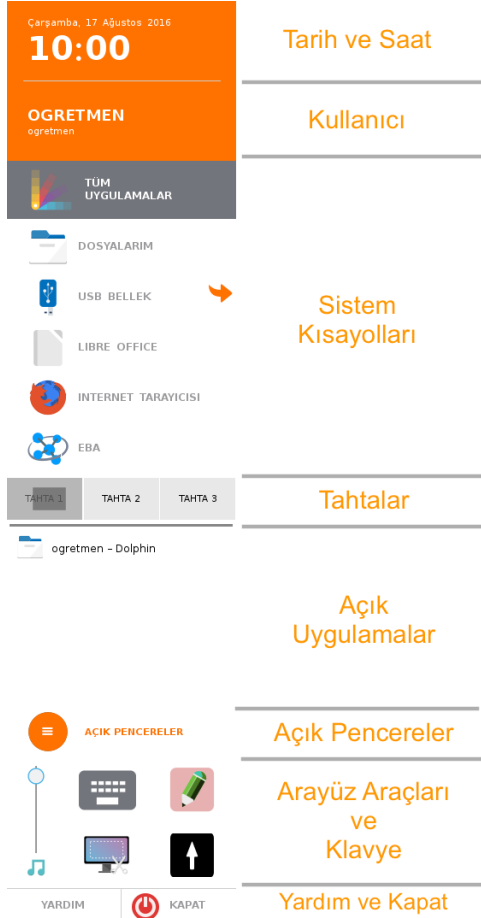 Çarşamba, 17 Ağustos 2016
10:00
Tarih ve Saat
OGRETMEN
ogretmen
Kullanıcı
TÜM
UYGULAMALAR
DOSYALARIM
USB BELLEK
LIBRE OFFICE
INTERNET TARAYICISI
EBA
Sistem
Kısayolları
TAHTA 1
TAHTA 2
TAHTA 3
Tahtalar
ogretmen – Dolphin
Açık
Uygulamalar
AÇIK PENCERELER
Açık Pencereler
Arayüz Araçları
ve
Klavye
YARDIM
KAPAT
Yardım ve Kapat